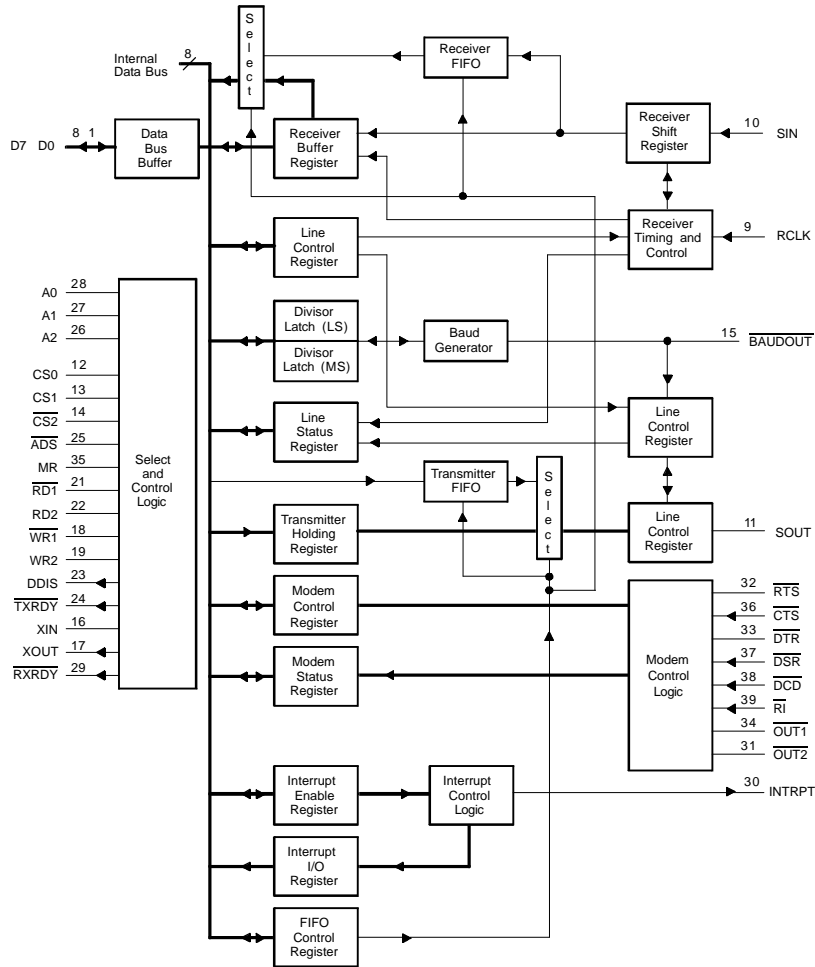 Internal
Data Bus
8
S
e
l
e
c
t
Receiver
FIFO
D7 D0
8 1
Data
Bus
Buffer
Receiver
Buffer
Register
Receiver
Shift
Register
10
SIN
Line
Control
Register
Receiver
Timing and
Control
9
RCLK
Divisor
Latch (LS)
Divisor
Latch (MS)
Baud
Generator
15
BAUDOUT
A0
28
A1
27
A2
26
CS0
12
CS1
13
CS2
14
ADS
25
MR
35
RD1
21
RD2
22
WR1
18
WR2
19
DDIS
23
TXRDY
24
XIN
16
XOUT
17
RXRDY
29
Select
and
Control
Logic
Line
Status
Register
Line
Control
Register
Transmitter
FIFO
S
e
l
e
c
t
Transmitter
Holding
Register
Line
Control
Register
11
SOUT
Modem
Control
Register
Modem
Status
Register
Modem
Control
Logic
32
RTS
36
CTS
33
DTR
37
DSR
38
DCD
39
RI
34
OUT1
31
OUT2
Interrupt
Enable
Register
Interrupt
Control
Logic
30
INTRPT
Interrupt
I/O
Register
FIFO
Control
Register